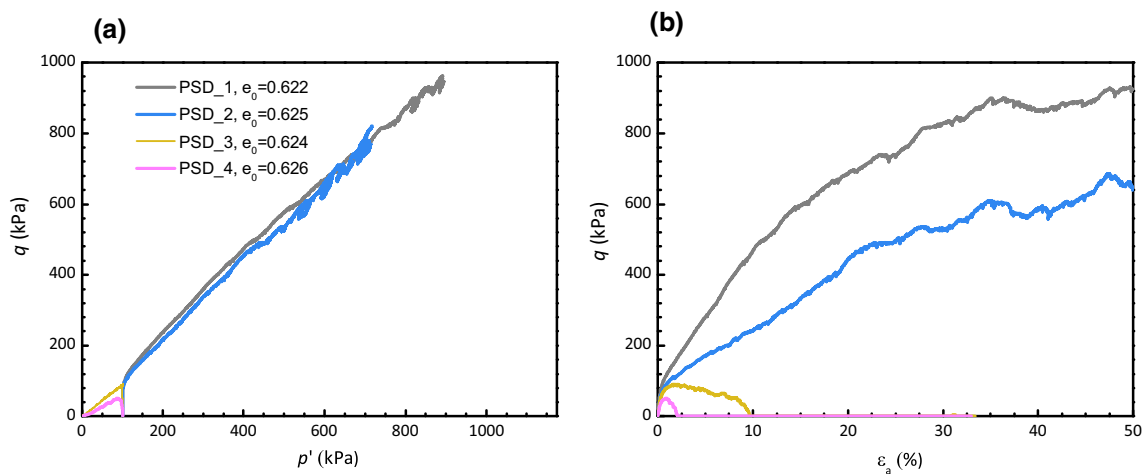 (a)
1000
800
600
400
200
0
q (kPa)
PSD_1, e0=0.622
PSD_2, e0=0.625
PSD_3, e0=0.624
PSD_4, e0=0.626
0 200 400 600 800 1000
p' (kPa)
(b)
1000
800
600
400
200
0
q (kPa)
0 10 20 30 40 50
εa (%)